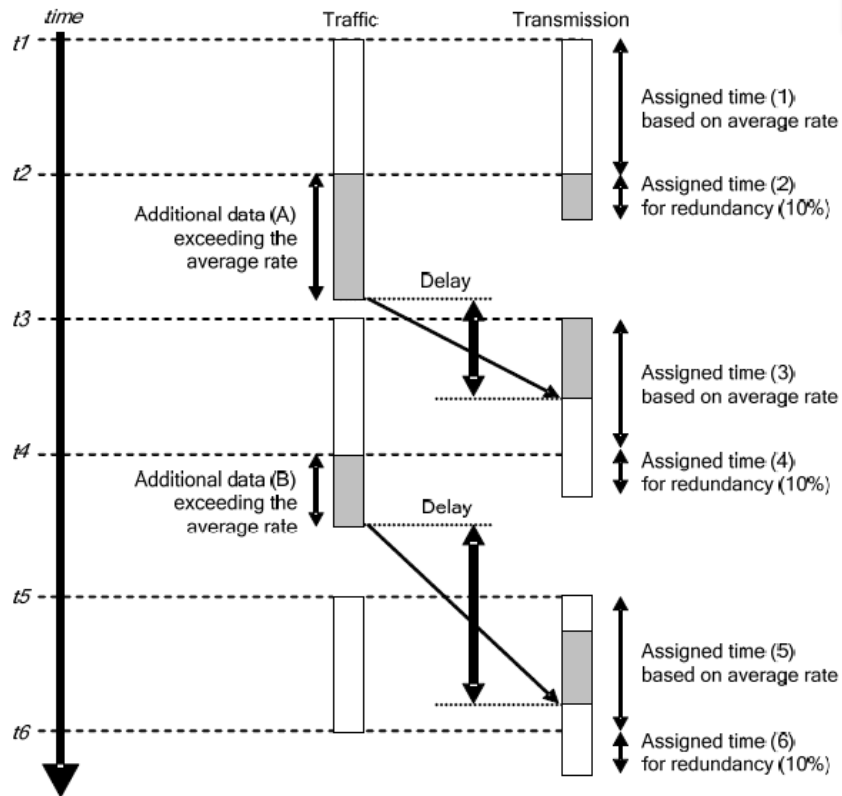 time
Traffic
Transmission
t1
Assigned time (1)
based on average rate
t2
Assigned time (2)
for redundancy (10%)
Additional data (A)
exceeding the
average rate
Delay
t3
Assigned time (3)
based on average rate
t4
Assigned time (4)
for redundancy (10%)
Additional data (B)
exceeding the
average rate
Delay
t5
Assigned time (5)
based on average rate
t6
Assigned time (6)
for redundancy (10%)